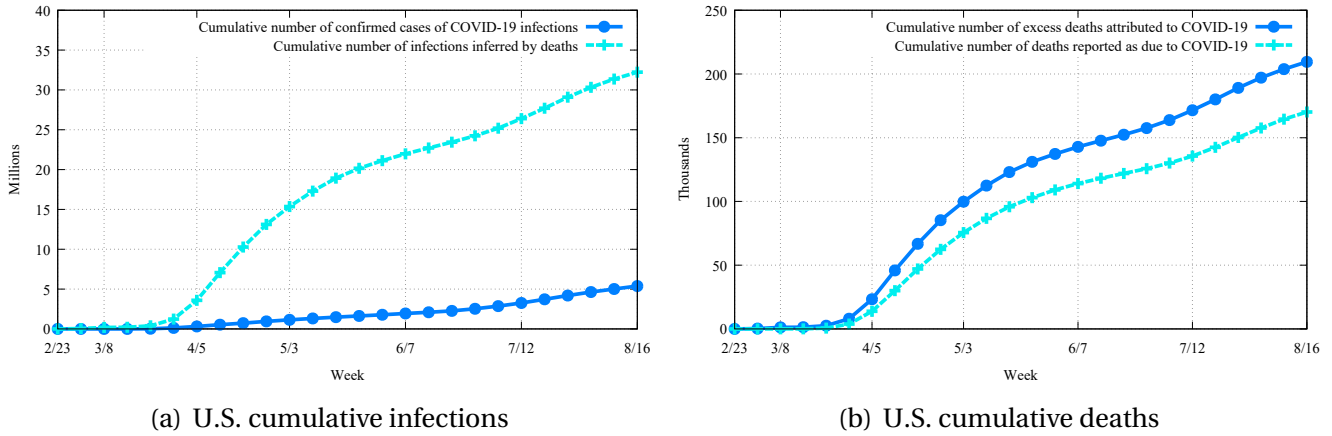 Cumulative number of confirmed cases of COVID-19 infections
Cumulative number of infections inferred by deaths
40
35
30
25
20
15
10
5
0
Millions
2/23
3/8
4/5
5/3
6/7
7/12
8/16
Week
(a) U.S. cumulative infections
Cumulative number of excess deaths attributed to COVID-19
Cumulative number of deaths reported as due to COVID-19
250
200
150
100
50
0
Thousands
2/23
3/8
4/5
5/3
6/7
7/12
8/16
Week
(b) U.S. cumulative deaths